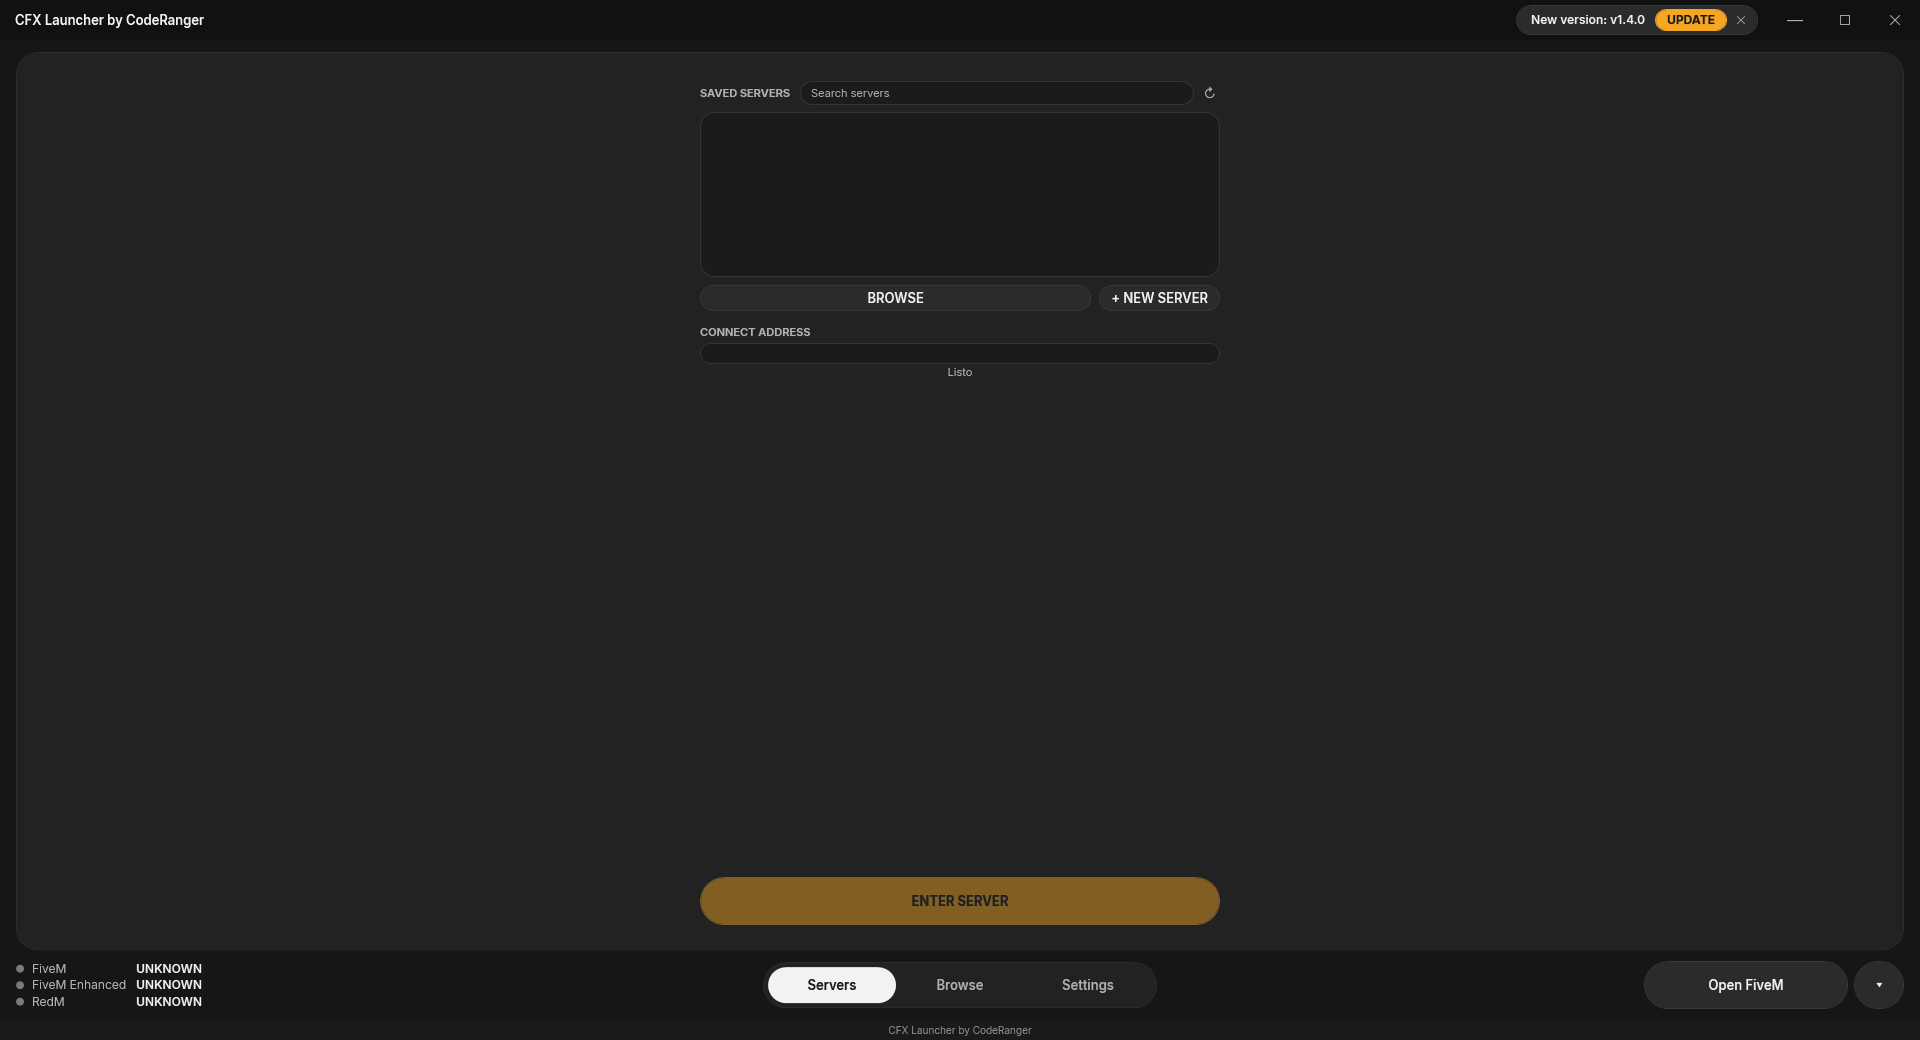 CFX Launcher by CodeRanger
New version: v1.4.0 UPDATE
SAVED SERVERS Search servers
BROWSE + NEW SERVER
CONNECT ADDRESS
Listo
ENTER SERVER
FiveM UNKNOWN
FiveM Enhanced UNKNOWN
RedM UNKNOWN
Servers Browse Settings
Open FiveM
CFX Launcher by CodeRanger